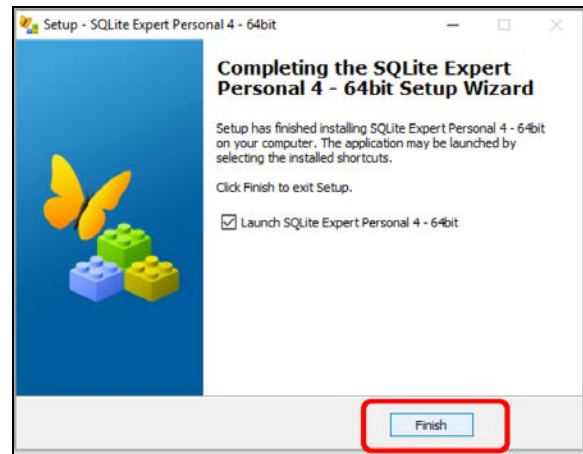 Setup - SQLite Expert Personal 4 - 64bit
Completing the SQLite Expert
Personal 4 - 64bit Setup Wizard
Setup has finished installing SQLite Expert Personal 4 - 64bit
on your computer. The application may be launched by
selecting the installed shortcuts.
Click Finish to exit Setup.
Launch SQLite Expert Personal 4 - 64bit
Finish